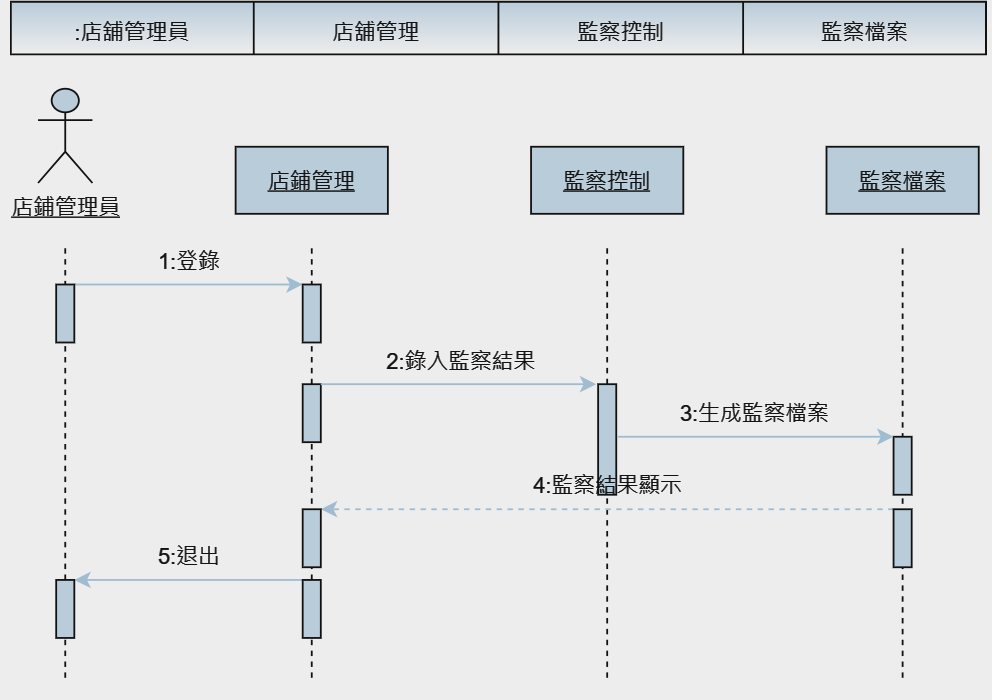 :店舖管理員
店舖管理
監察控制
監察檔案
店鋪管理員
店鋪管理
監察控制
監察檔案
1:登錄
2:錄入監察結果
3:生成監察檔案
4:監察結果顯示
5:退出